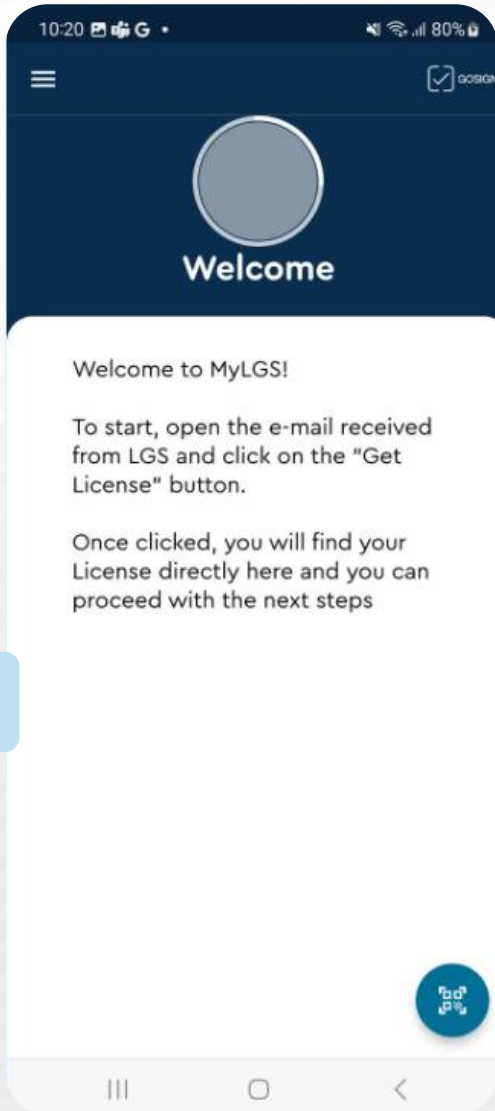 10:20 G
80%
GOSIGN
Welcome
Welcome to MyLGS!
To start, open the e-mail received
from LGS and click on the "Get
License" button.
Once clicked, you will find your
License directly here and you can
proceed with the next steps